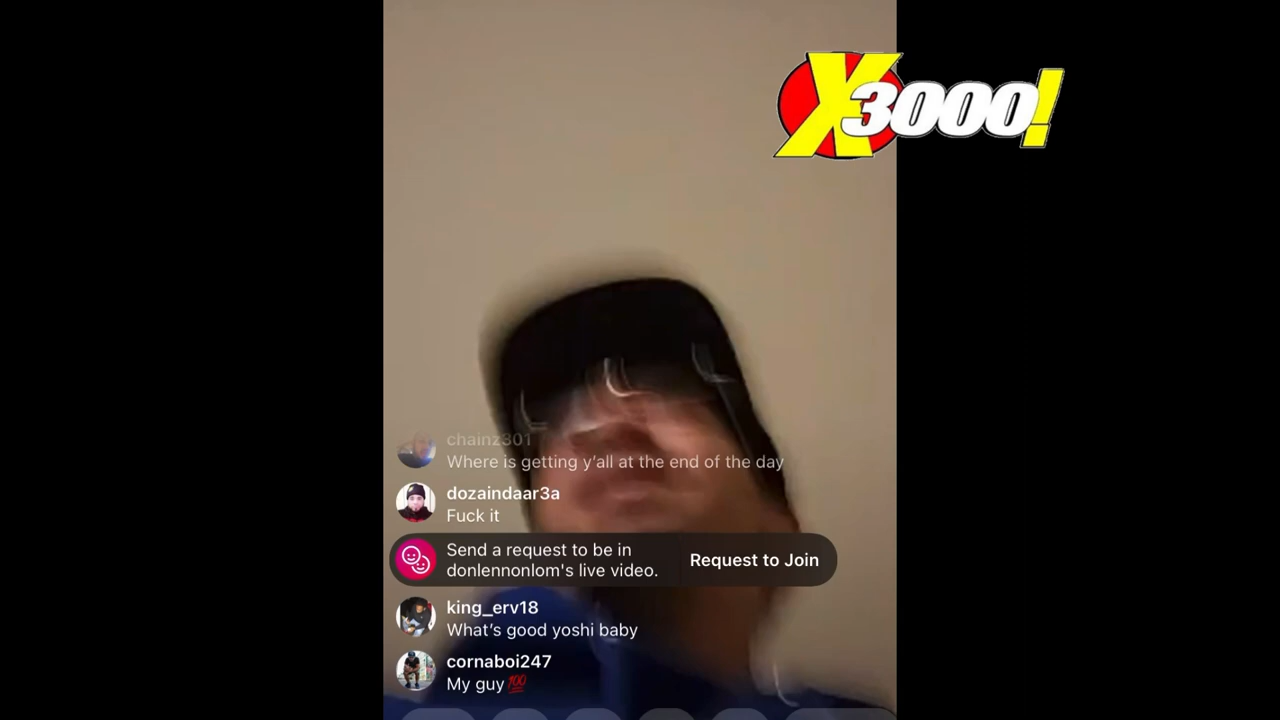 X3000!
chainz301
Where is getting y'all at the end of the day
dozaindaar3a
Fuck it
Send a request to be in
donlennonlom's live video.
Request to Join
king_erv18
What's good yoshi baby
cornaboi247
My guy💯